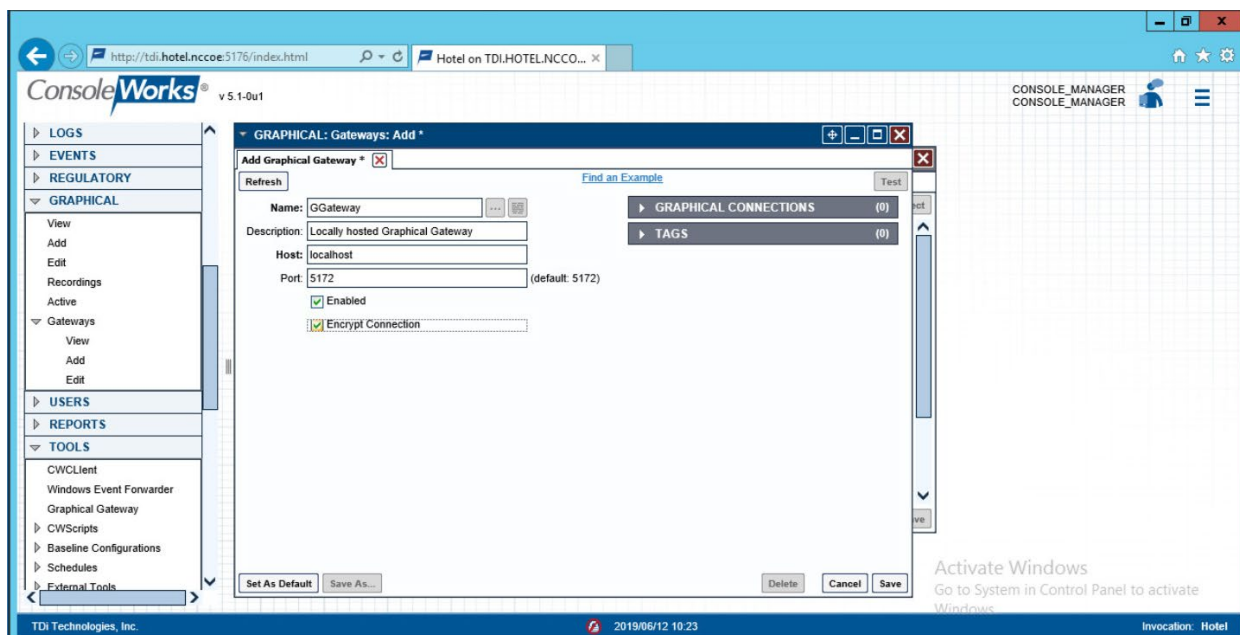 http://tdi.hotel.nccoe:5176/index.html
Hotel on TDI.HOTEL.NCCO...
ConsoleWorks® v 5.1-0u1
CONSOLE_MANAGER
CONSOLE_MANAGER
LOGS
EVENTS
REGULATORY
GRAPHICAL
View
Add
Edit
Recordings
Active
Gateways
View
Add
Edit
USERS
REPORTS
TOOLS
CWCLIent
Windows Event Forwarder
Graphical Gateway
CWScripts
Baseline Configurations
Schedules
External Tools
GRAPHICAL: Gateways: Add *
Add Graphical Gateway *
Refresh
Find an Example
Test
Name: GGateway
Description: Locally hosted Graphical Gateway
Host: localhost
Port: 5172 (default: 5172)
Enabled
Encrypt Connection
GRAPHICAL CONNECTIONS (0)
TAGS (0)
Set As Default
Save As...
Delete
Cancel
Save
Activate Windows
Go to System in Control Panel to activate
Windows.
TDi Technologies, Inc.
2019/06/12 10:23
Invocation: Hotel